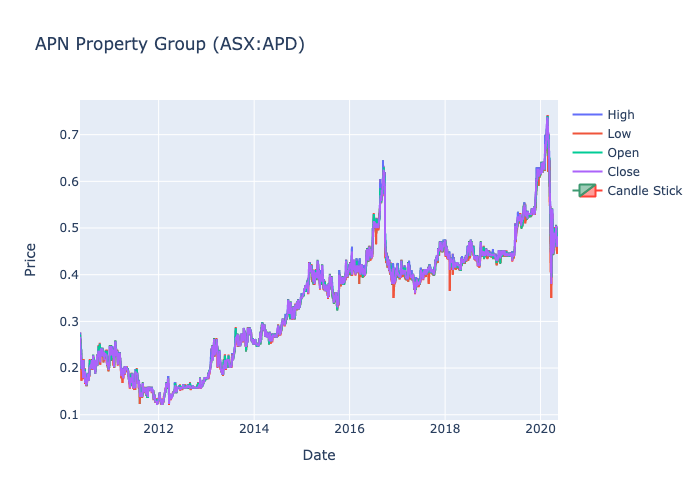 APN Property Group (ASX:APD)
High
Low
Open
Close
Candle Stick
0.7
0.6
0.5
0.4
0.3
0.2
0.1
Price
2012
2014
2016
2018
2020
Date